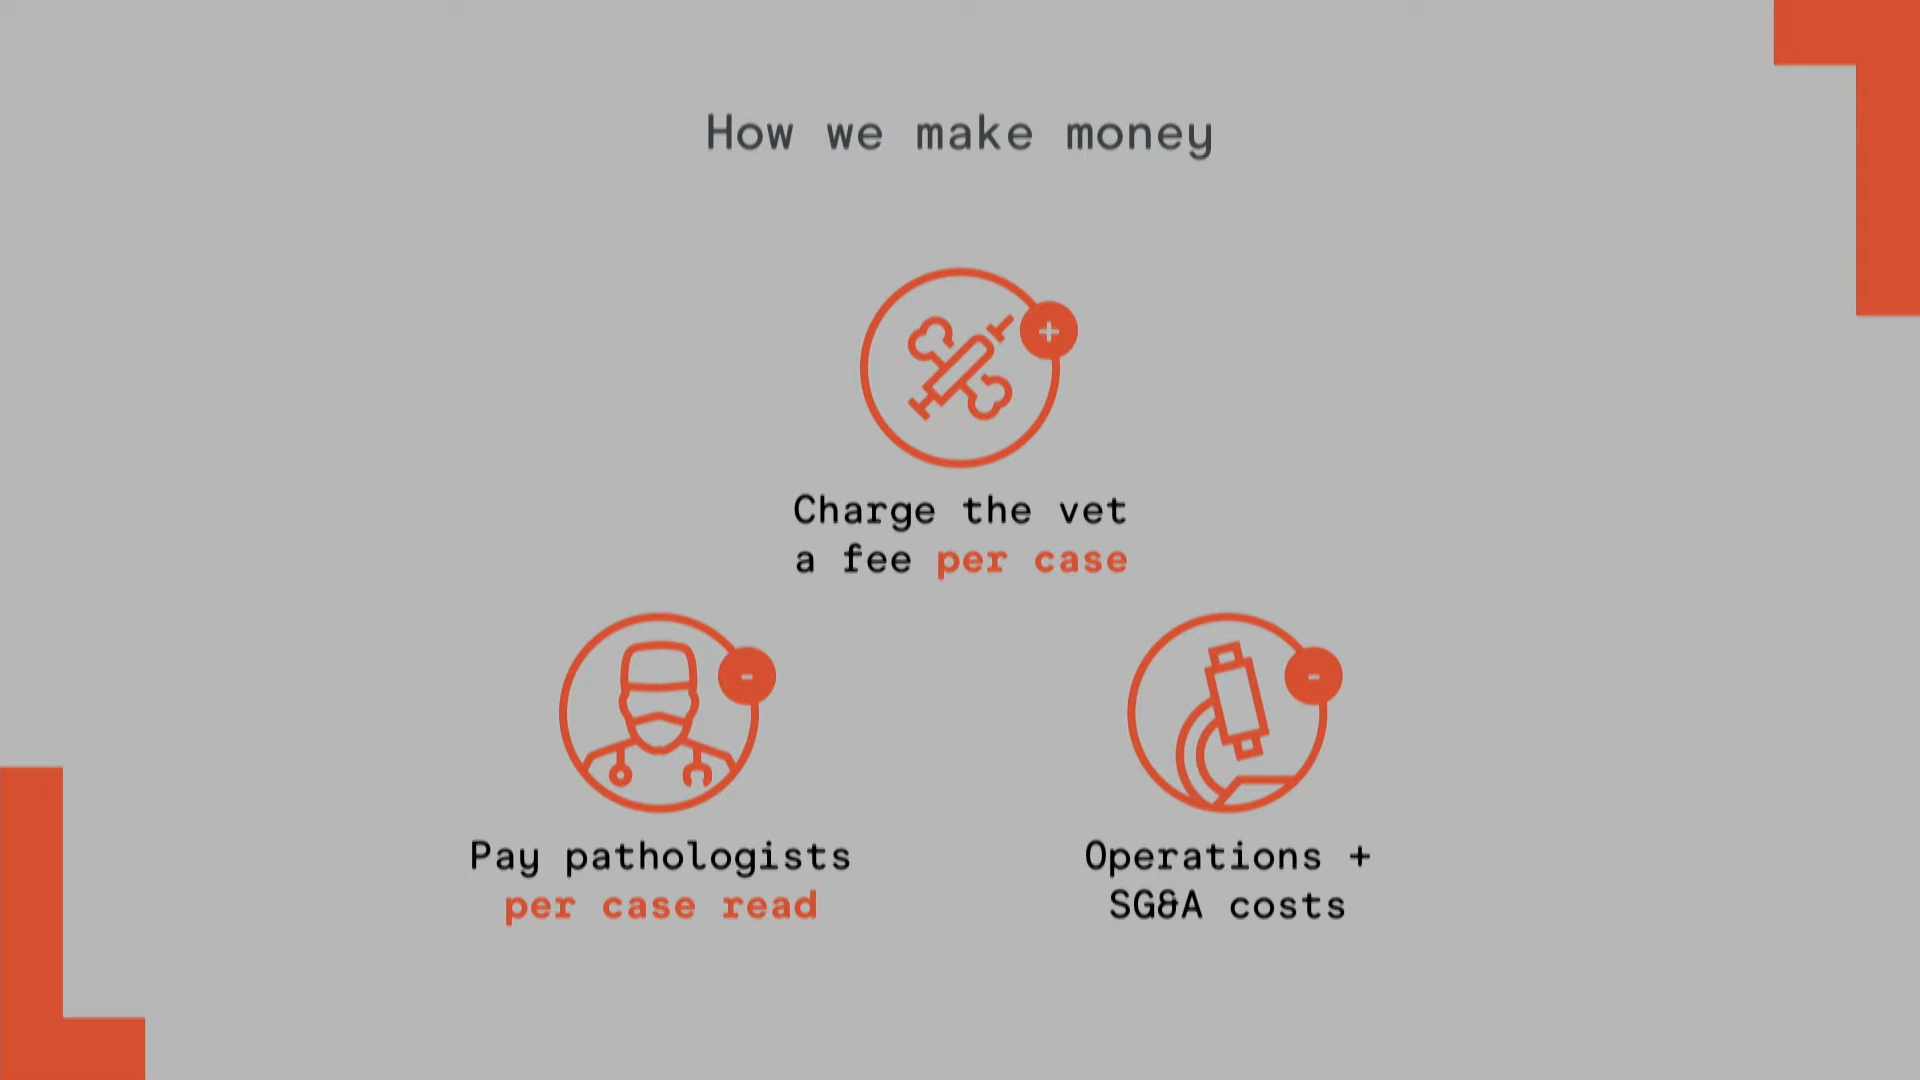 How we make money
+
Charge the vet
a fee per case
-
-
Pay pathologists
per case read
Operations +
SG&A costs